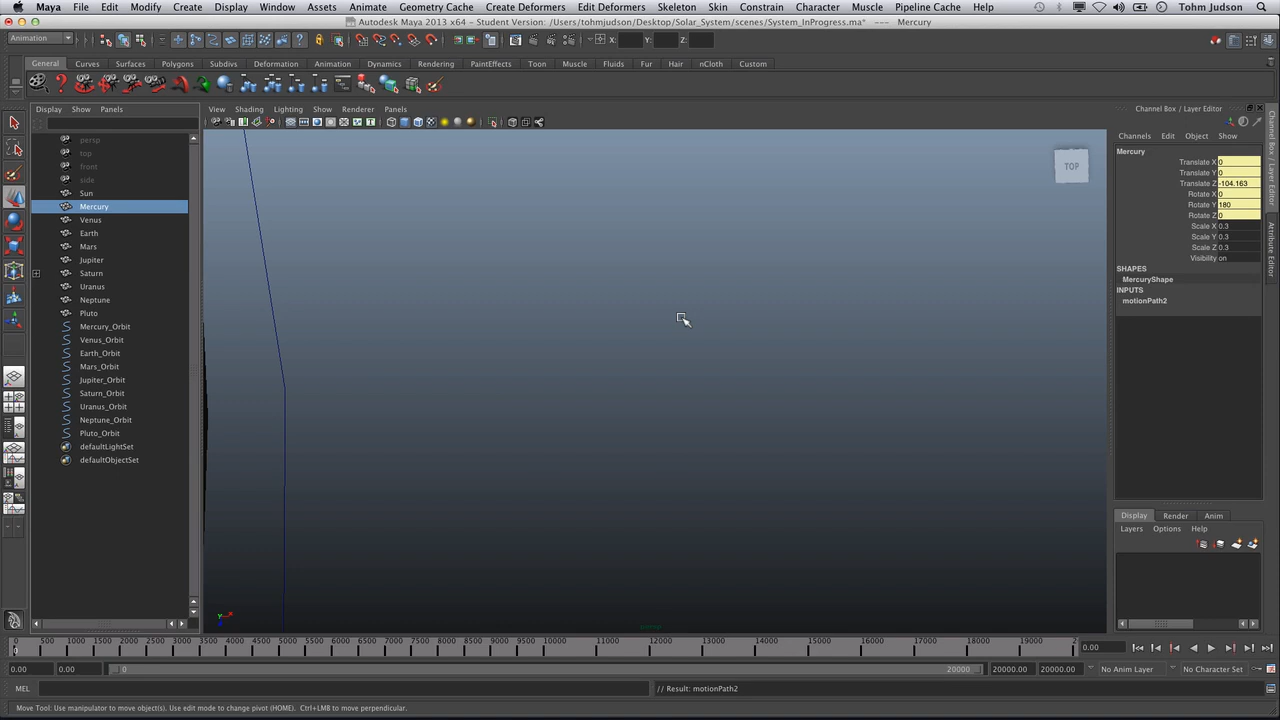 Maya File Edit Modify Create Display Window Assets Animate Geometry Cache Create Deformers Edit Deformers Skeleton Skin Constrain Character Muscle Pipeline Cache Help Tohm Judson
Autodesk Maya 2013 x64 - Student Version: /Users/tohmjudson/Desktop/Solar_System/scenes/System_InProgress.ma* --- Mercury
Animation X: Y: Z:
General Curves Surfaces Polygons Subdivs Deformation Animation Dynamics Rendering PaintEffects Toon Muscle Fluids Fur Hair nCloth Custom
Display Show Panels
View Shading Lighting Show Renderer Panels
Channel Box / Layer Editor
Channels Edit Object Show
persp
top
front
side
Sun
Mercury
Venus
Earth
Mars
Jupiter
Saturn
Uranus
Neptune
Pluto
Mercury_Orbit
Venus_Orbit
Earth_Orbit
Mars_Orbit
Jupiter_Orbit
Saturn_Orbit
Uranus_Orbit
Neptune_Orbit
Pluto_Orbit
defaultLightSet
defaultObjectSet
TOP
Mercury
Translate X 0
Translate Y 0
Translate Z -104.163
Rotate X 0
Rotate Y 180
Rotate Z 0
Scale X 0.3
Scale Y 0.3
Scale Z 0.3
Visibility on
SHAPES
MercuryShape
INPUTS
motionPath2
Channel Box / Layer Editor
Attribute Editor
Display Render Anim
Layers Options Help
0 500 1000 1500 2000 2500 3000 3500 4000 4500 5000 6000 7000 8000 9000 10000 11000 12000 13000 14000 15000 16000 17000 18000 19000 2
0 0.00
0.00 0.00 0 20000 20000.00 20000.00 No Anim Layer No Character Set
MEL // Result: motionPath2
Move Tool: Use manipulator to move object(s). Use edit mode to change pivot (HOME). Ctrl+LMB to move perpendicular.